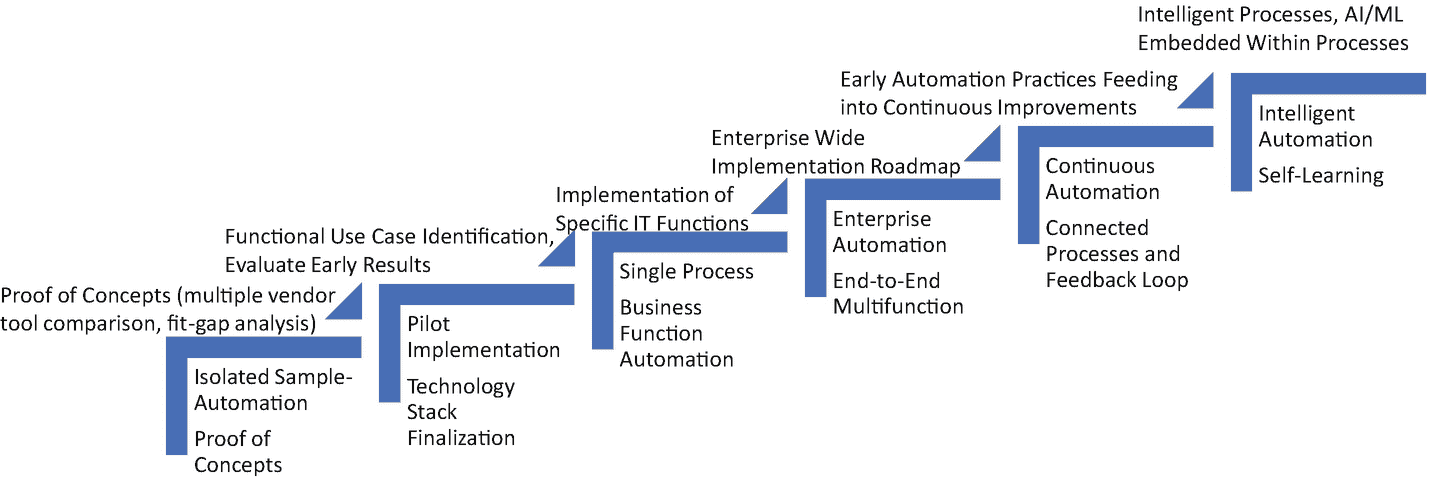 Proof of Concepts (multiple vendor
tool comparison, fit-gap analysis)
Isolated Sample-
Automation
Proof of
Concepts
Functional Use Case Identification,
Evaluate Early Results
Pilot
Implementation
Technology
Stack
Finalization
Implementation of
Specific IT Functions
Single Process
Business
Function
Automation
Enterprise Wide
Implementation Roadmap
Enterprise
Automation
End-to-End
Multifunction
Early Automation Practices Feeding
into Continuous Improvements
Continuous
Automation
Connected
Processes and
Feedback Loop
Intelligent Processes, AI/ML
Embedded Within Processes
Intelligent
Automation
Self-Learning